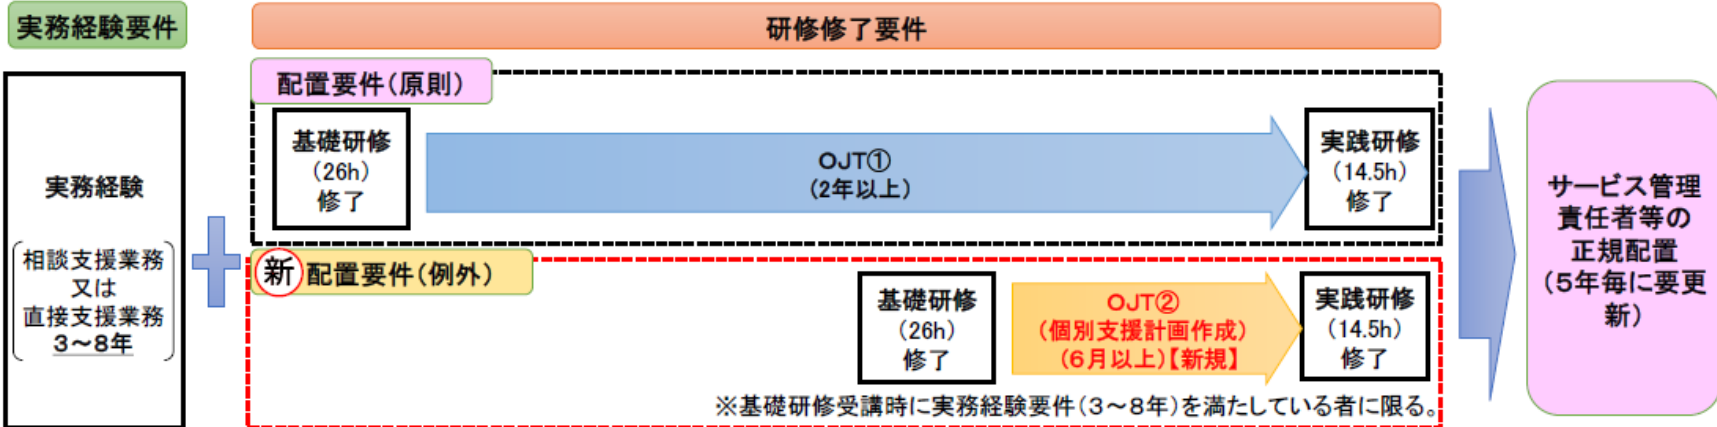 実務経験要件
研修修了要件
実務経験
相談支援業務
又は
直接支援業務
3～8年
配置要件(原則)
基礎研修
(26h)
修了
OJT①
(2年以上)
実践研修
(14.5h)
修了
新 配置要件(例外)
基礎研修
(26h)
修了
OJT②
(個別支援計画作成)
(6月以上)【新規】
実践研修
(14.5h)
修了
※基礎研修受講時に実務経験要件(3～8年)を満たしている者に限る。
サービス管理
責任者等の
正規配置
(5年毎に要更
新)